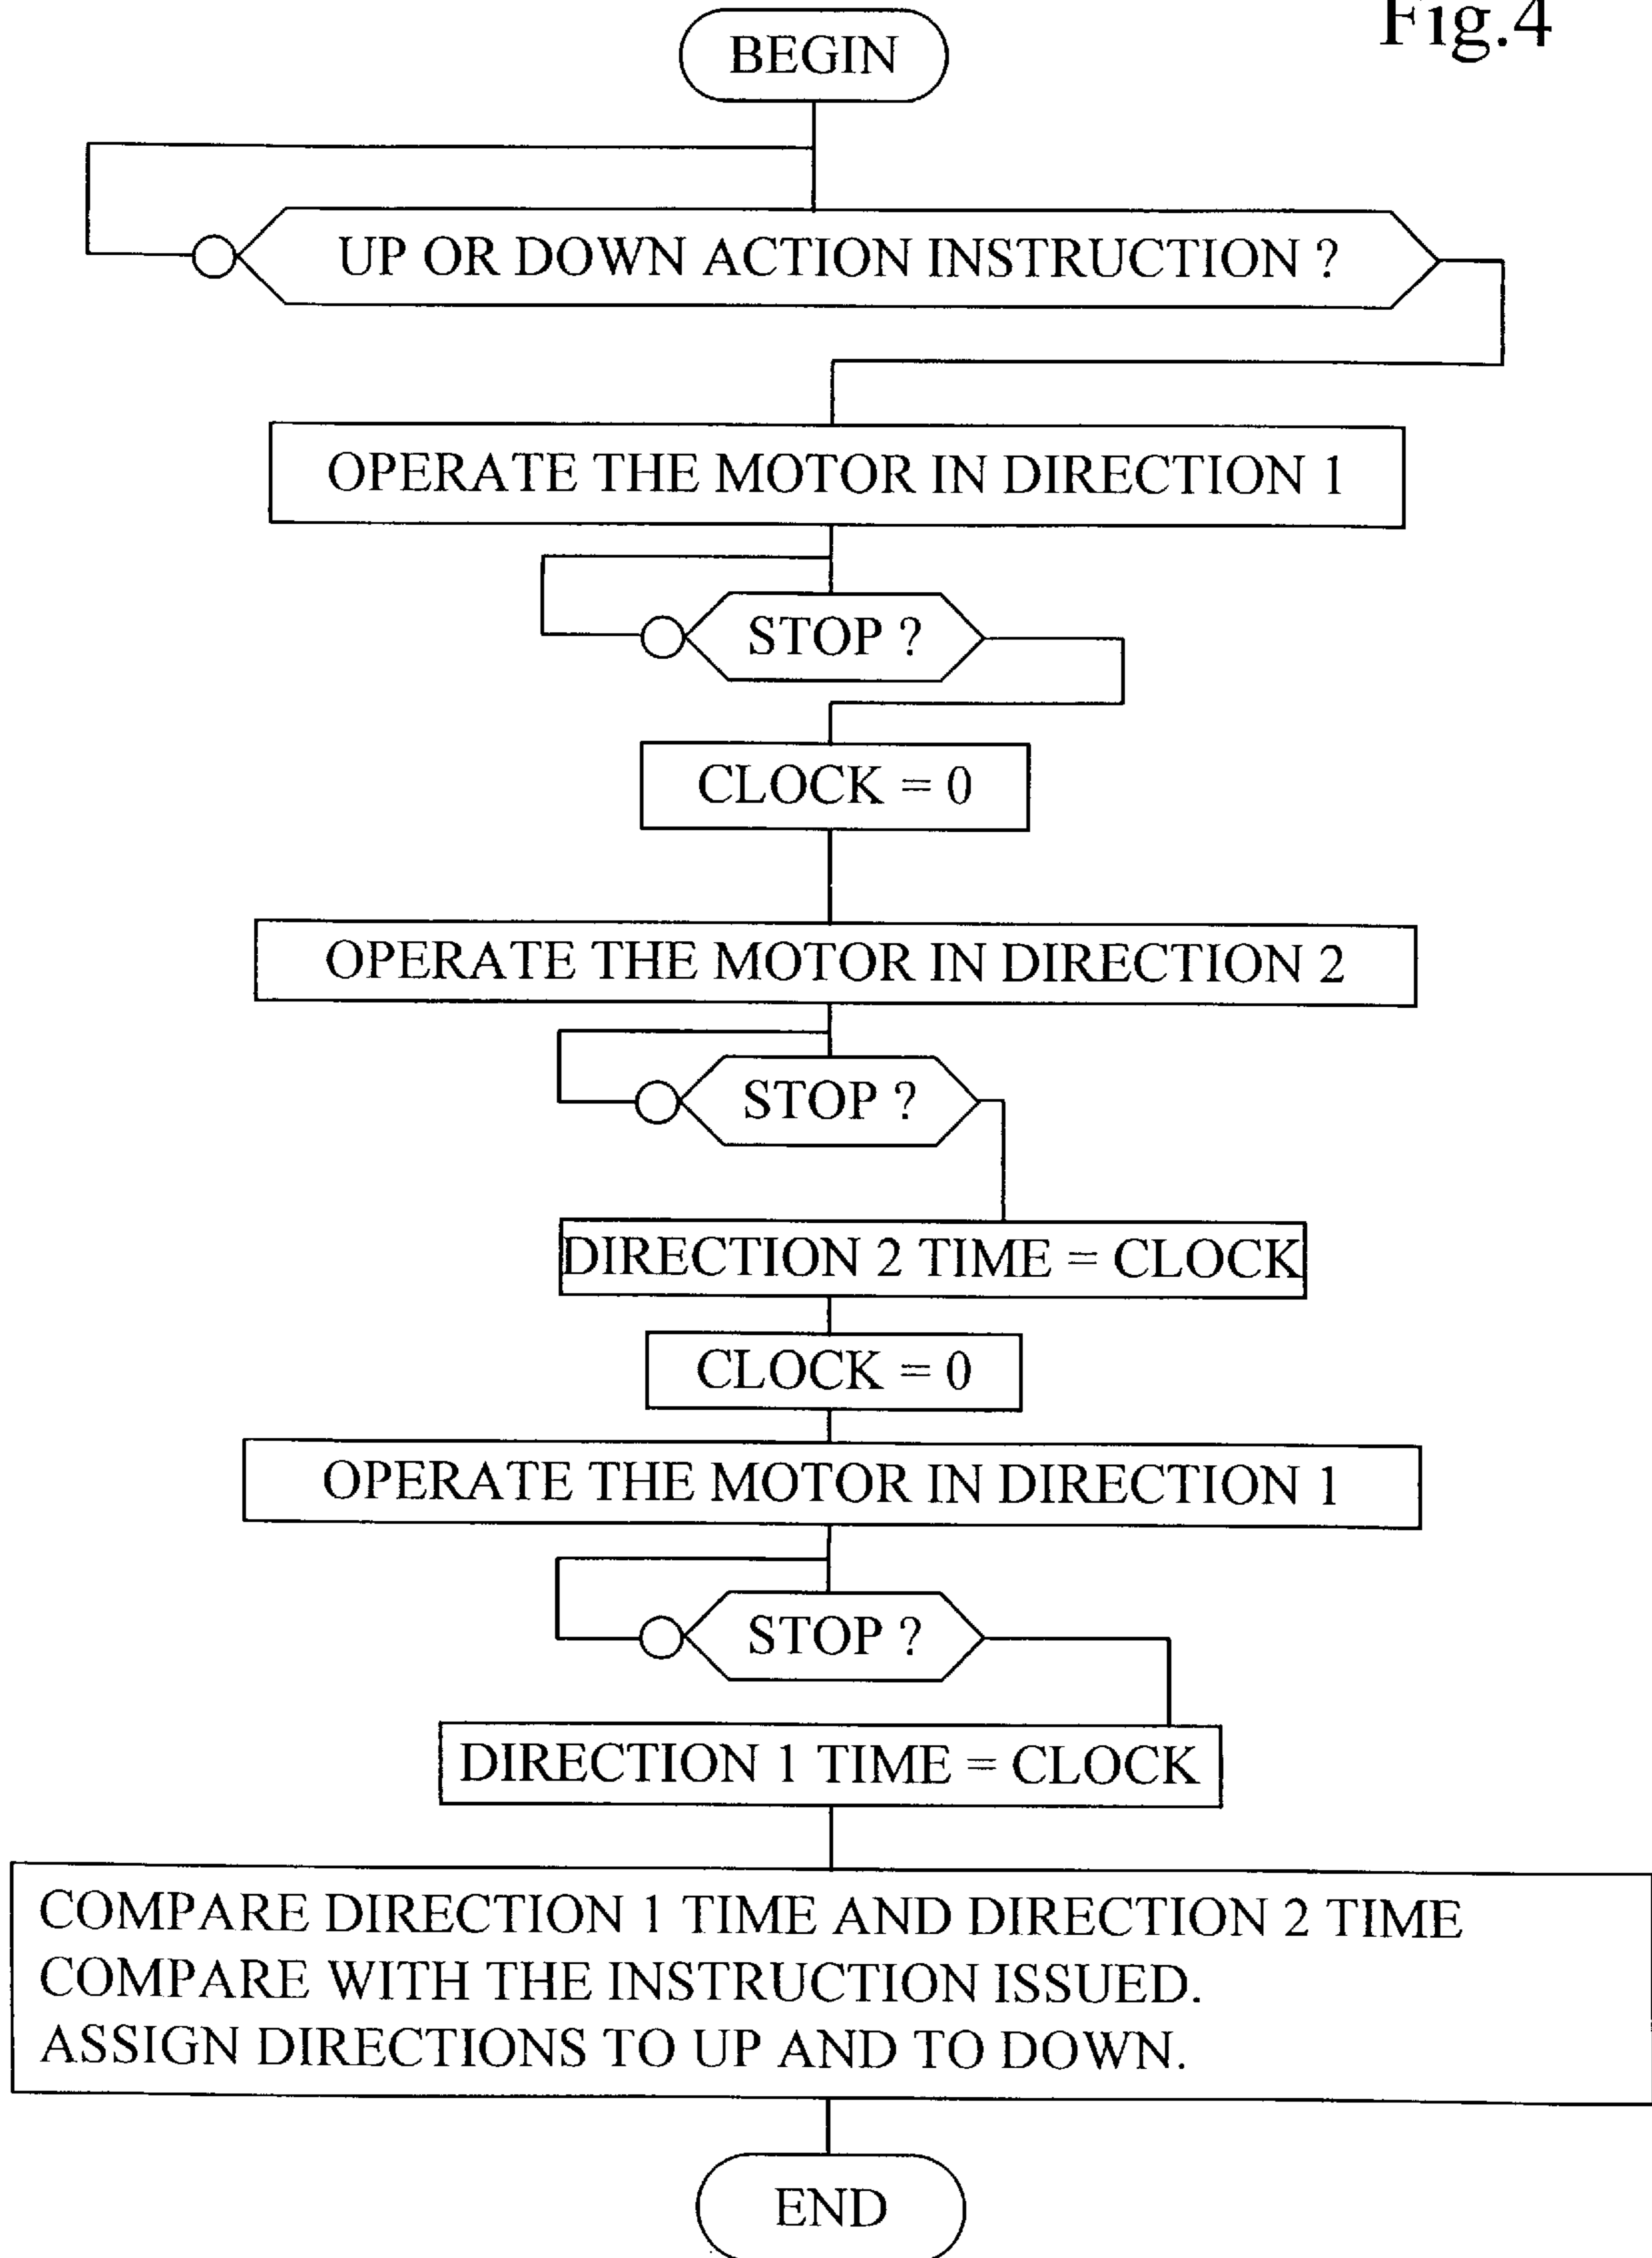 Fig.4
BEGIN
UP OR DOWN ACTION INSTRUCTION ?
OPERATE THE MOTOR IN DIRECTION 1
STOP ?
CLOCK = 0
OPERATE THE MOTOR IN DIRECTION 2
STOP ?
DIRECTION 2 TIME = CLOCK
CLOCK = 0
OPERATE THE MOTOR IN DIRECTION 1
STOP ?
DIRECTION 1 TIME = CLOCK
COMPARE DIRECTION 1 TIME AND DIRECTION 2 TIME
COMPARE WITH THE INSTRUCTION ISSUED.
ASSIGN DIRECTIONS TO UP AND TO DOWN.
END